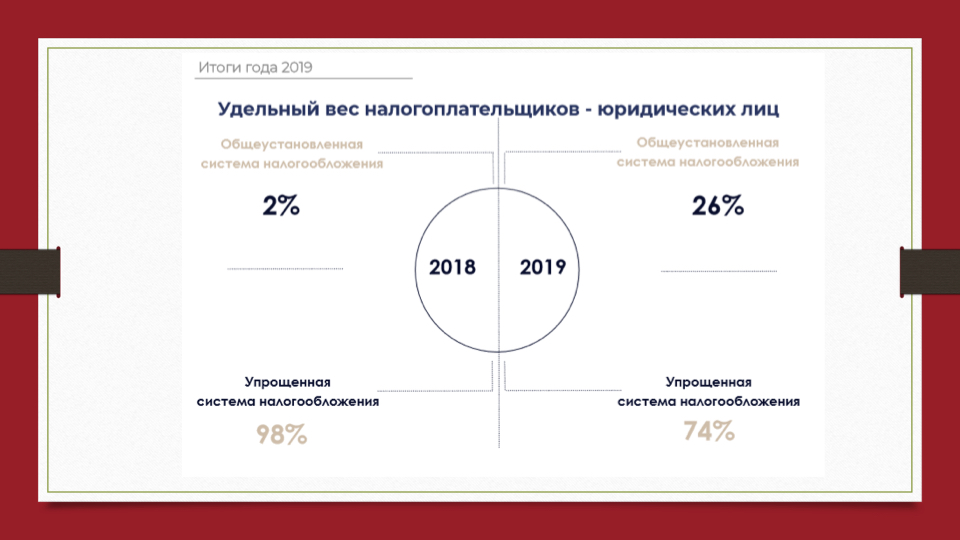 Итоги года 2019
Удельный вес налогоплательщиков - юридических лиц
Общеустановленная
система налогообложения
2%
Общеустановленная
система налогообложения
26%
2018
2019
Упрощенная
система налогообложения
98%
Упрощенная
система налогообложения
74%